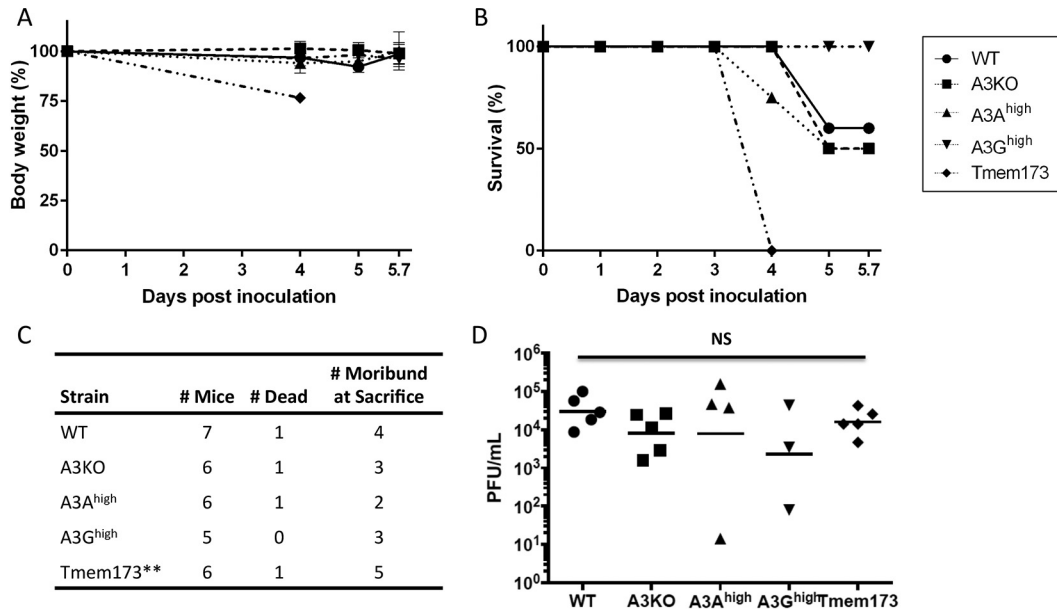 A
Body weight (%)
100
75
50
25
0
0 1 2 3 4 5 5.7
Days post inoculation
B
Survival (%)
100
50
0
0 1 2 3 4 5 5.7
Days post inoculation
WT
A3KO
A3A^high
A3G^high
Tmem173
C
Strain # Mice # Dead # Moribund at Sacrifice
WT 7 1 4
A3KO 6 1 3
A3A^high 6 1 2
A3G^high 5 0 3
Tmem173** 6 1 5
D
NS
PFU/mL
10^6
10^5
10^4
10^3
10^2
10^1
10^0
WT A3KO A3A^high A3G^high Tmem173